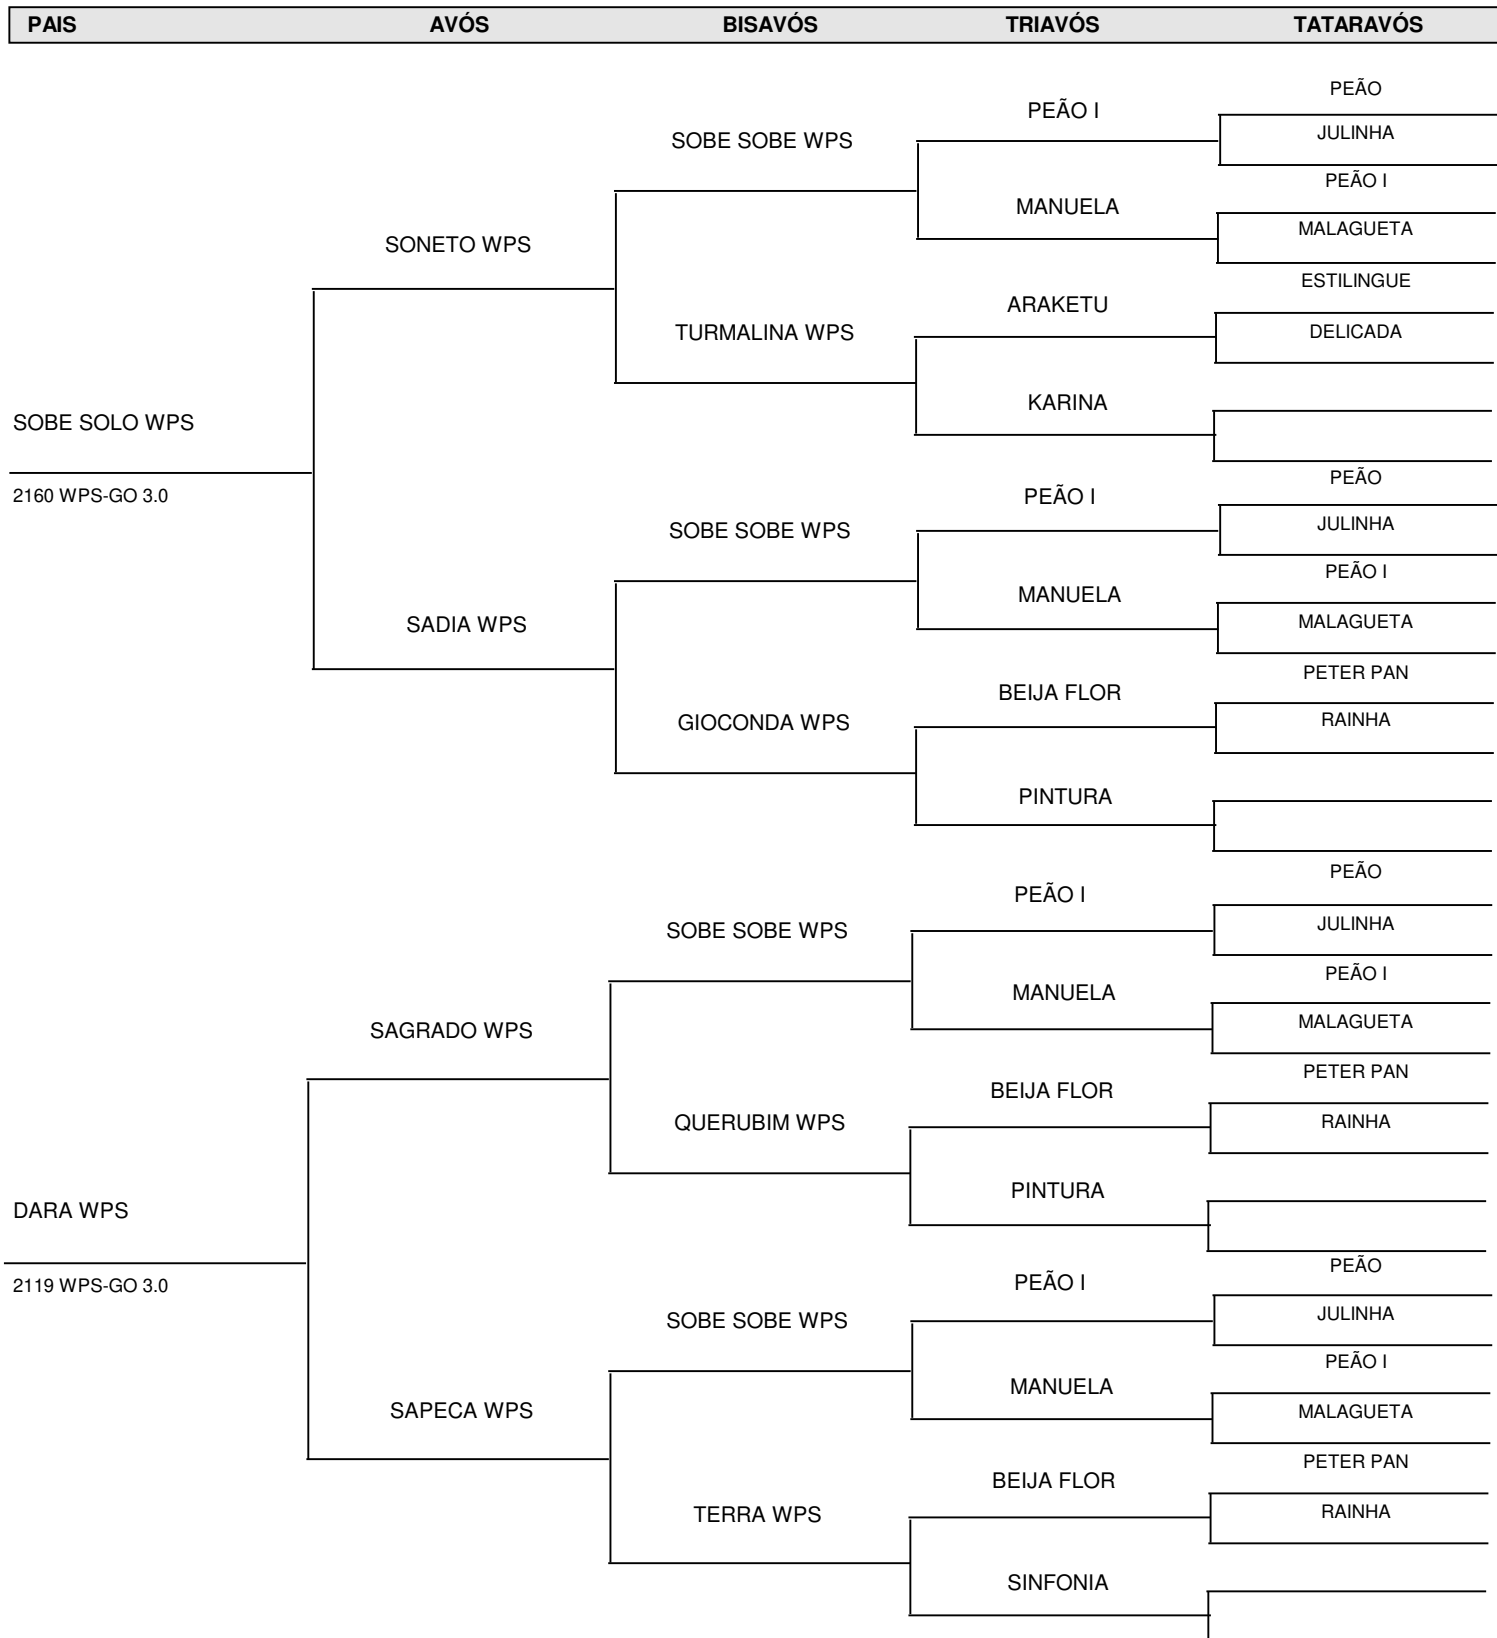 PAIS AVÓS BISAVÓS TRIAVÓS TATARAVÓS
PEÃO
PEÃO I
JULINHA
SOBE SOBE WPS
PEÃO I
MANUELA
MALAGUETA
SONETO WPS
ESTILINGUE
ARAKETU
TURMALINA WPS
DELICADA
KARINA
SOBE SOLO WPS
2160 WPS-GO 3.0
PEÃO
PEÃO I
JULINHA
SOBE SOBE WPS
PEÃO I
MANUELA
MALAGUETA
SADIA WPS
PETER PAN
BEIJA FLOR
RAINHA
GIOCONDA WPS
PINTURA
PEÃO
PEÃO I
JULINHA
SOBE SOBE WPS
PEÃO I
MANUELA
MALAGUETA
SAGRADO WPS
PETER PAN
BEIJA FLOR
RAINHA
QUERUBIM WPS
PINTURA
DARA WPS
2119 WPS-GO 3.0
PEÃO
PEÃO I
JULINHA
SOBE SOBE WPS
PEÃO I
MANUELA
MALAGUETA
SAPECA WPS
PETER PAN
BEIJA FLOR
RAINHA
TERRA WPS
SINFONIA